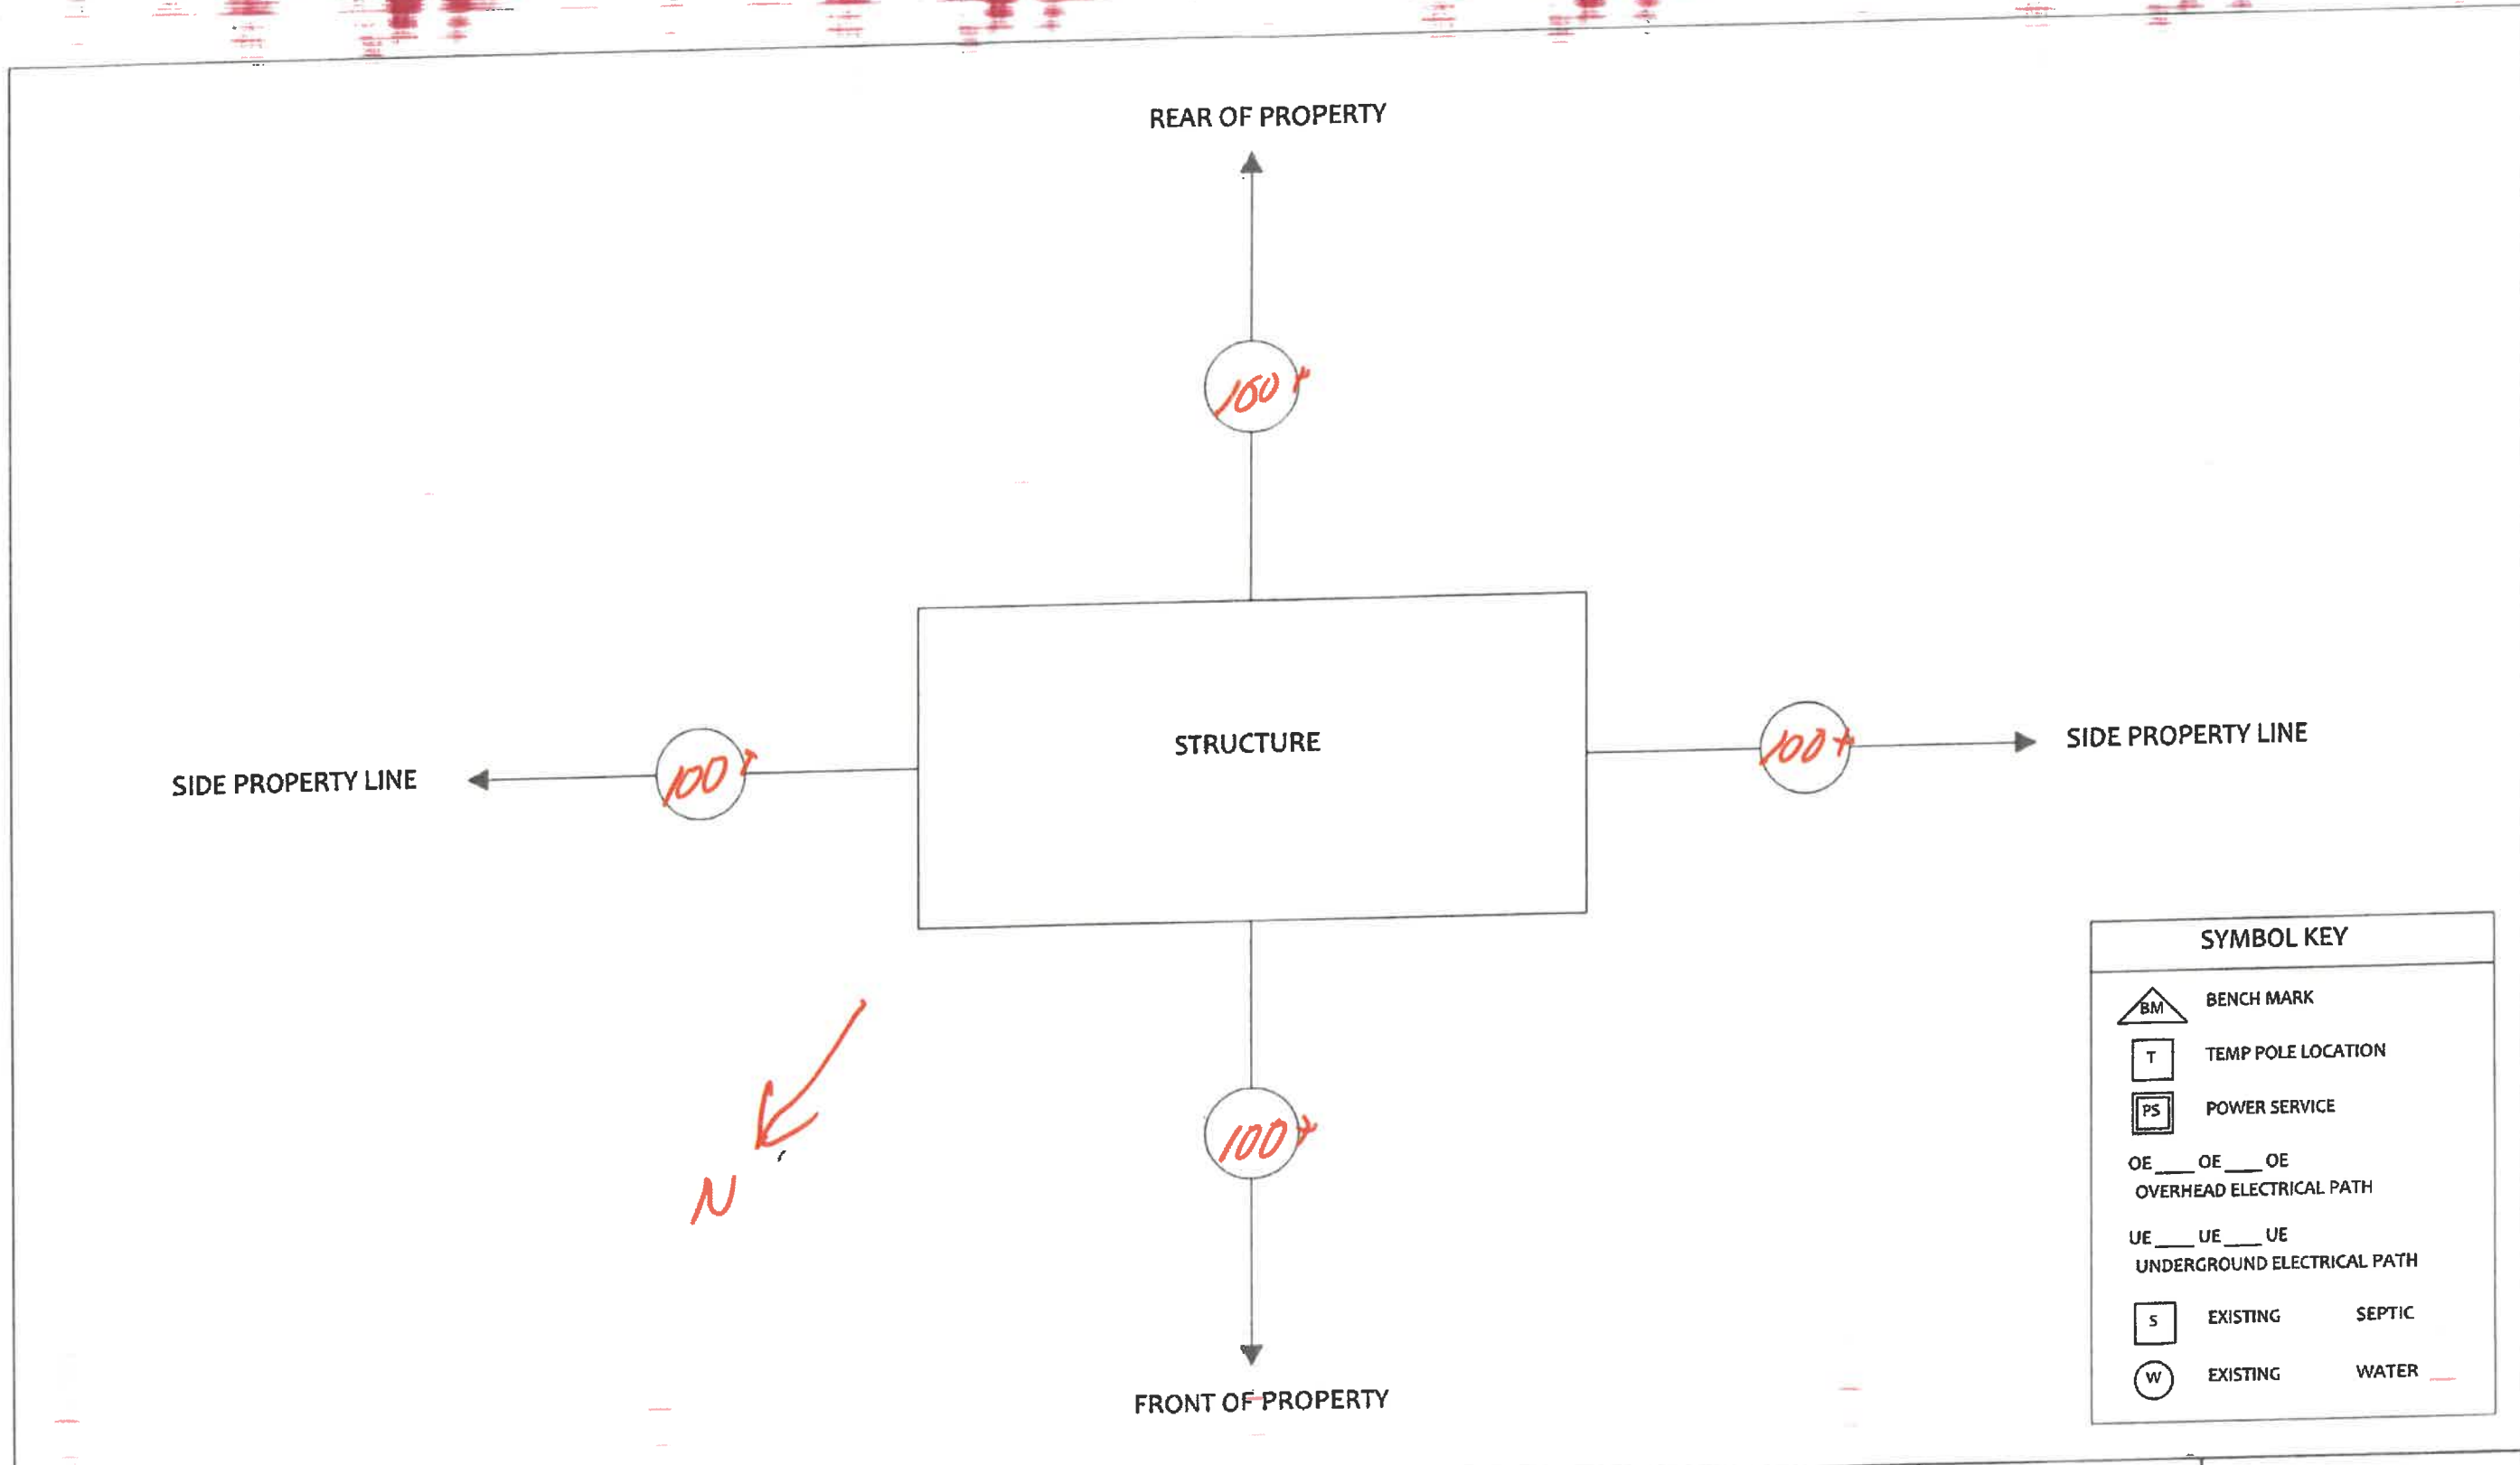 REAR OF PROPERTY
100+
STRUCTURE
SIDE PROPERTY LINE
100+
100+
SIDE PROPERTY LINE
N
100+
FRONT OF PROPERTY
SYMBOL KEY
BM BENCH MARK
T TEMP POLE LOCATION
PS POWER SERVICE
OE ___ OE ___ OE
OVERHEAD ELECTRICAL PATH
UE ___ UE ___ UE
UNDERGROUND ELECTRICAL PATH
S EXISTING SEPTIC
W EXISTING WATER